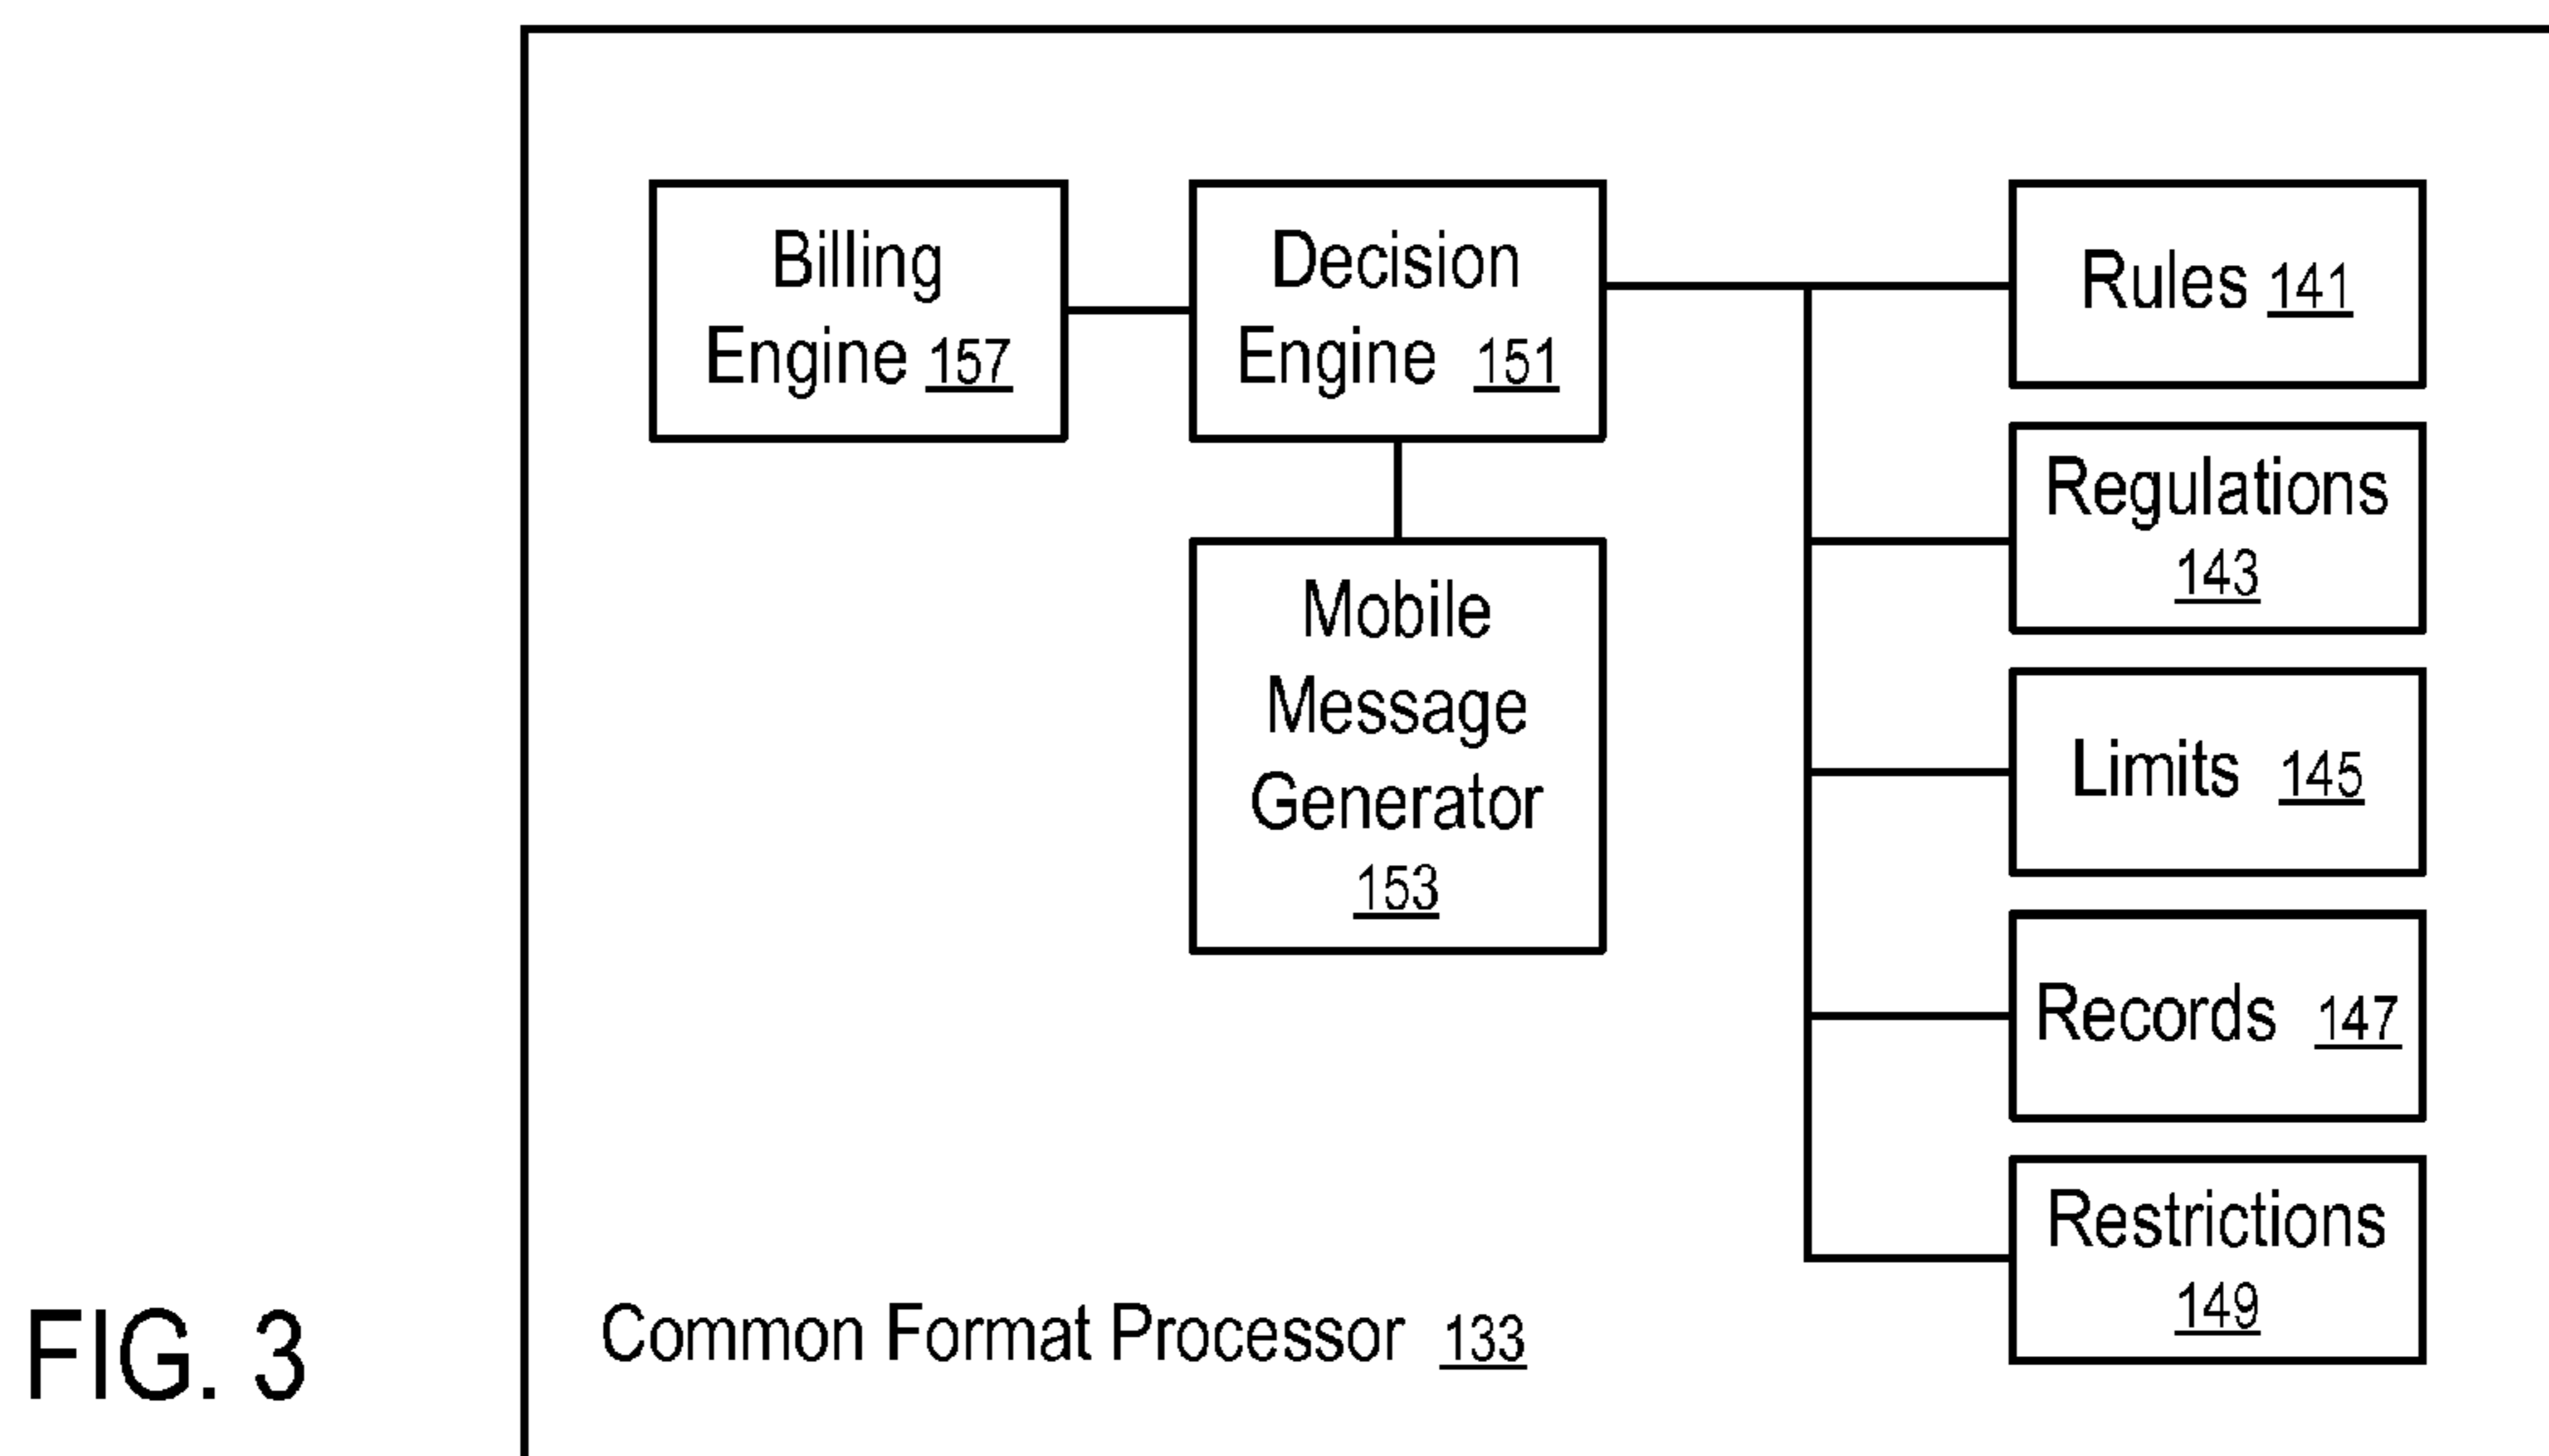 Billing
Engine 157
Decision
Engine 151
Mobile
Message
Generator
153
Rules 141
Regulations
143
Limits 145
Records 147
Restrictions
149
Common Format Processor 133
FIG. 3